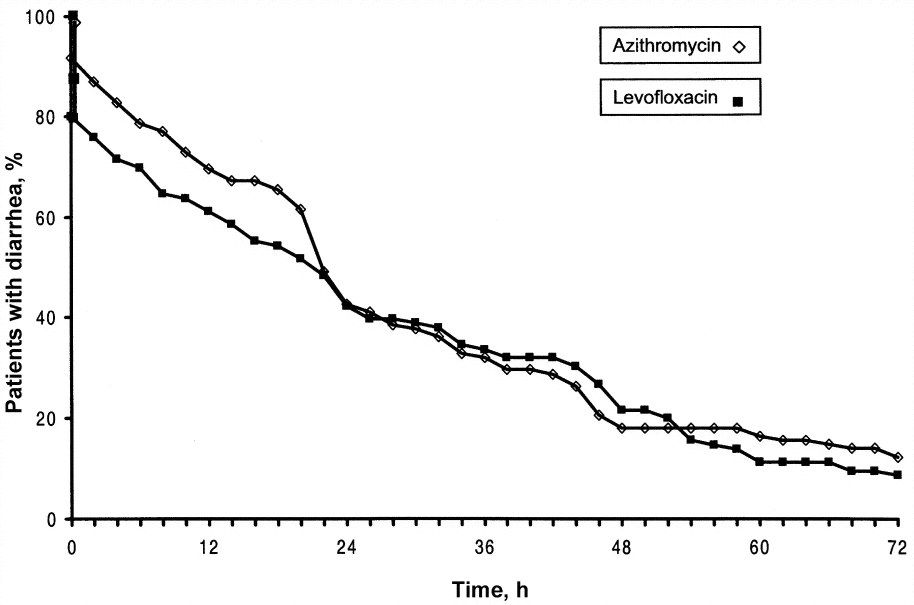 100
80
60
40
20
0
Patients with diarrhea, %
Azithromycin
Levofloxacin
0 12 24 36 48 60 72
Time, h